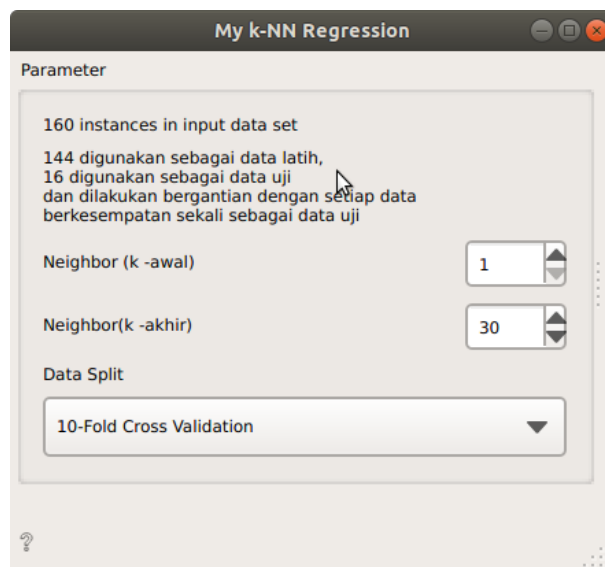 My k-NN Regression
Parameter
160 instances in input data set
144 digunakan sebagai data latih,
16 digunakan sebagai data uji
dan dilakukan bergantian dengan setiap data
berkesempatan sekali sebagai data uji
Neighbor (k -awal)
1
Neighbor(k -akhir)
30
Data Split
10-Fold Cross Validation
?